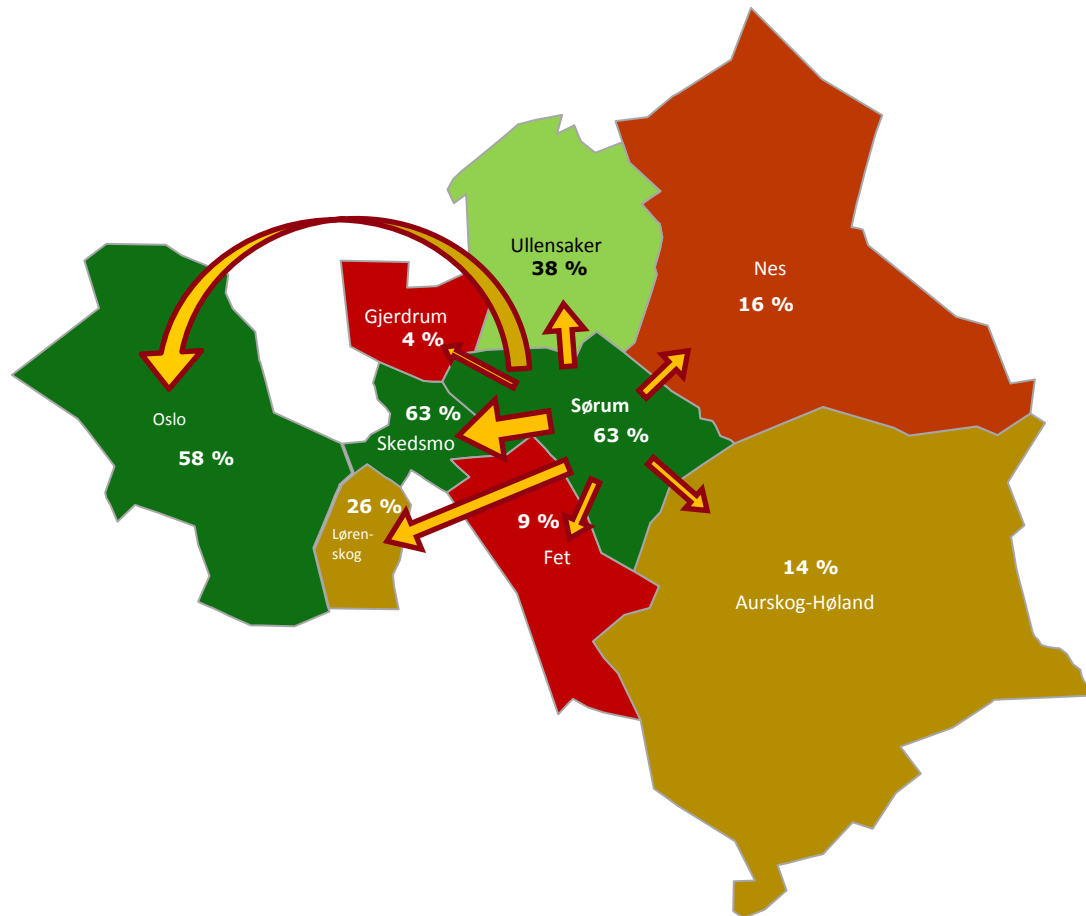 Ullensaker
38 %
Nes
16 %
Gjerdrum
4 %
Oslo
58 %
63 %
Skedsmo
Sørum
63 %
26 %
Løren-
skog
9 %
Fet
14 %
Aurskog-Høland